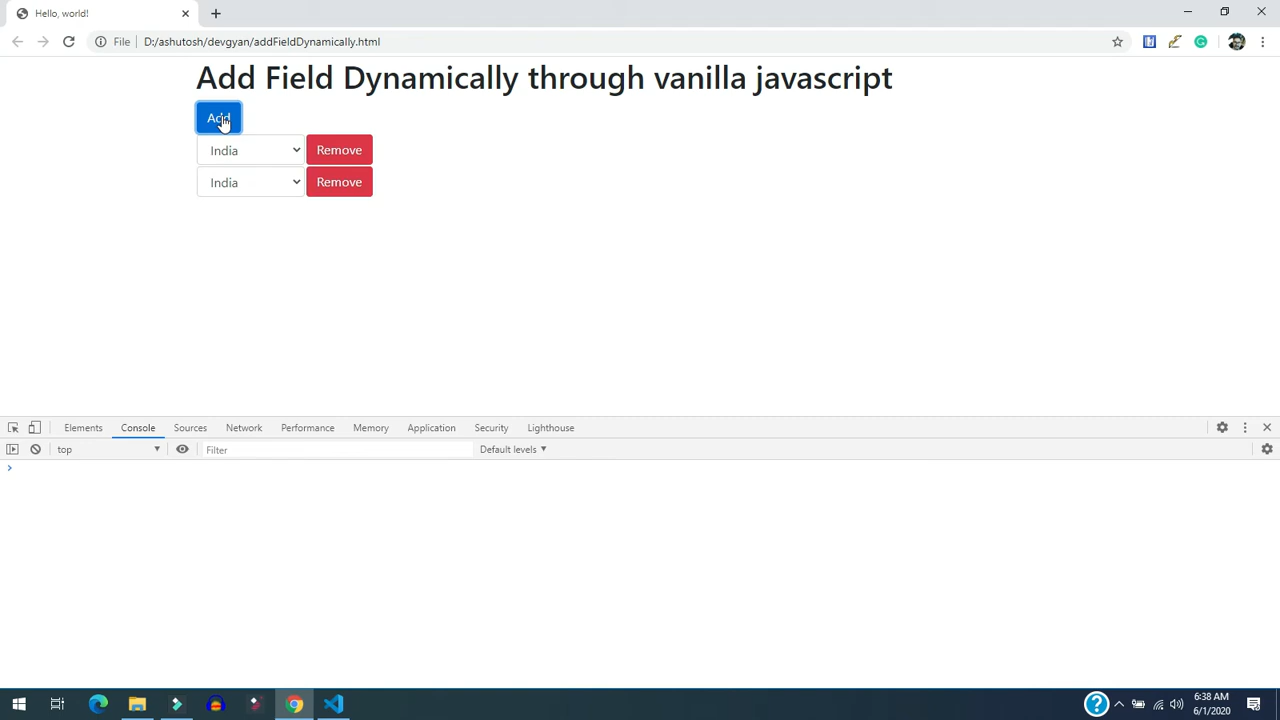 Hello, world!
File D:/ashutosh/devgyan/addFieldDynamically.html
Add Field Dynamically through vanilla javascript
Add
India Remove
India Remove
Elements Console Sources Network Performance Memory Application Security Lighthouse
top Filter Default levels
6:38 AM
6/1/2020